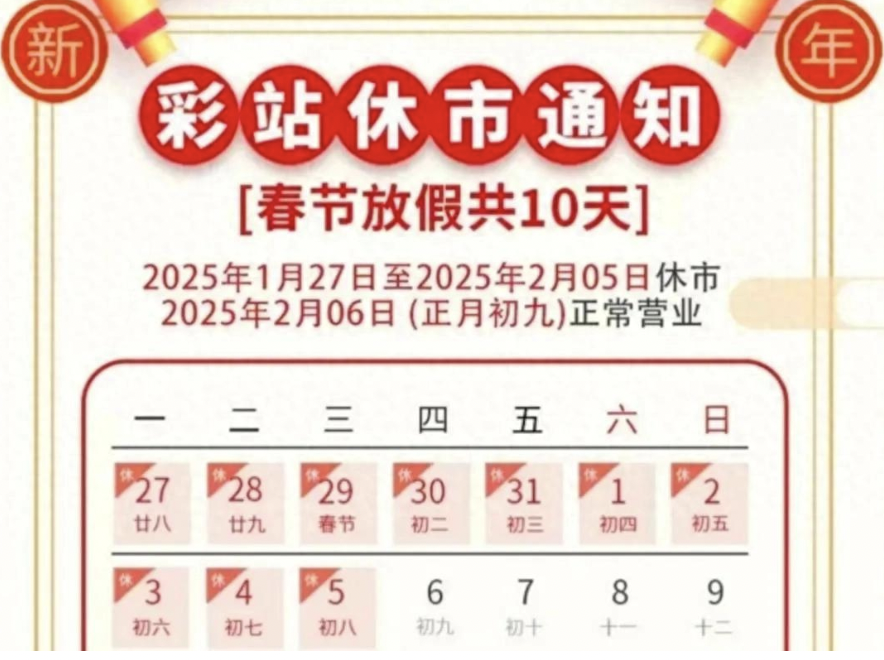 新 年
彩站休市通知
[春节放假共10天]
2025年1月27日至2025年2月05日休市
2025年2月06日 (正月初九)正常营业
一 二 三 四 五 六 日
休 27 休 28 休 29 休 30 休 31 休 1 休 2
廿八 廿九 春节 初二 初三 初四 初五
休 3 休 4 休 5 6 7 8 9
初六 初七 初八 初九 初十 十一 十二